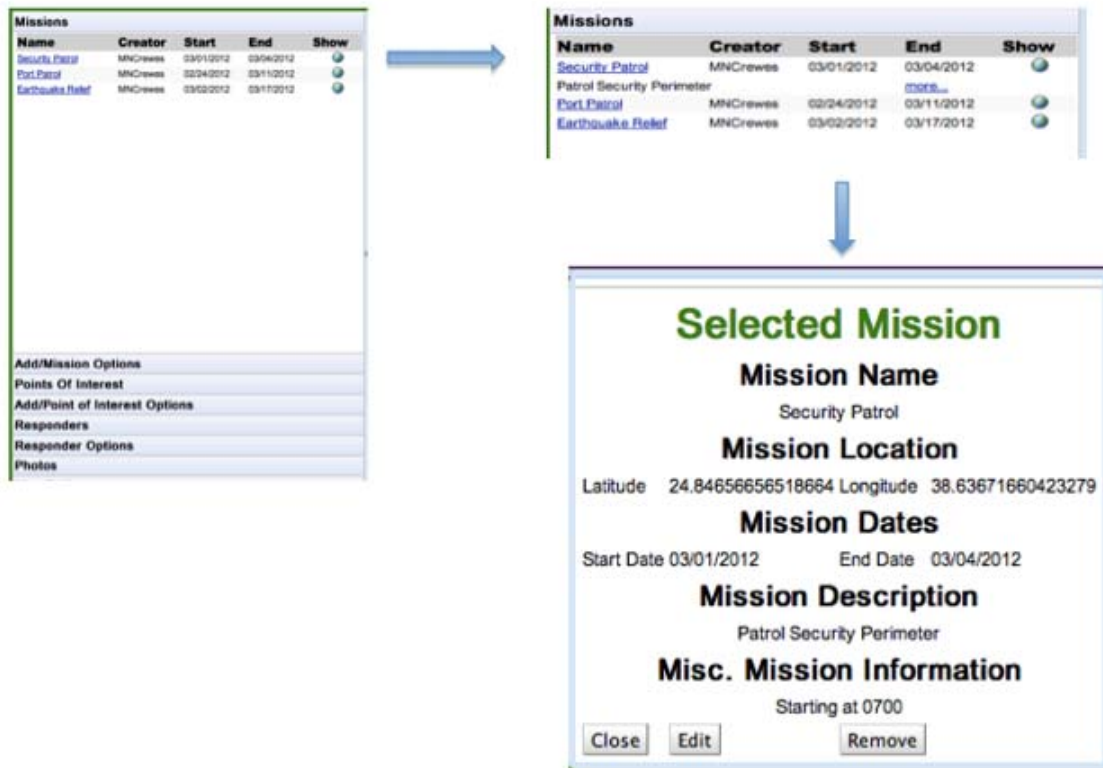 Missions
Name Creator Start End Show
Security Patrol MNCrewes 03/01/2012 03/04/2012
Port Patrol MNCrewes 02/24/2012 03/11/2012
Earthquake Relief MNCrewes 03/02/2012 03/17/2012
Add/Mission Options
Points Of Interest
Add/Point of Interest Options
Responders
Responder Options
Photos
Missions
Name Creator Start End Show
Security Patrol MNCrewes 03/01/2012 03/04/2012
Patrol Security Perimeter more...
Port Patrol MNCrewes 02/24/2012 03/11/2012
Earthquake Relief MNCrewes 03/02/2012 03/17/2012
Selected Mission
Mission Name
Security Patrol
Mission Location
Latitude 24.84656656518664 Longitude 38.63671660423279
Mission Dates
Start Date 03/01/2012 End Date 03/04/2012
Mission Description
Patrol Security Perimeter
Misc. Mission Information
Starting at 0700
Close Edit Remove